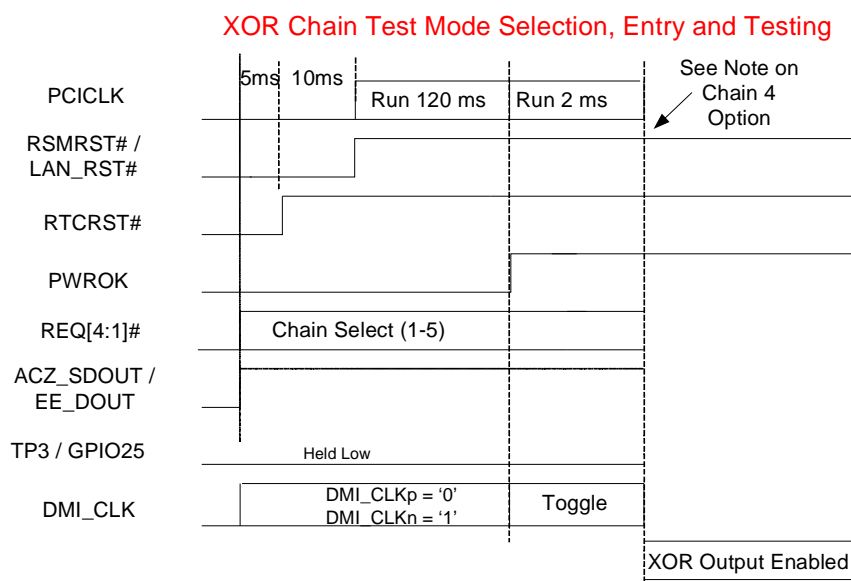 XOR Chain Test Mode Selection, Entry and Testing
5ms 10ms
PCICLK
Run 120 ms
Run 2 ms
See Note on
Chain 4
Option
RSMRST# /
LAN_RST#
RTCRST#
PWROK
REQ[4:1]#
Chain Select (1-5)
ACZ_SDOUT /
EE_DOUT
TP3 / GPIO25
Held Low
DMI_CLK
DMI_CLKp = ‘0’
DMI_CLKn = ‘1’
Toggle
XOR Output Enabled